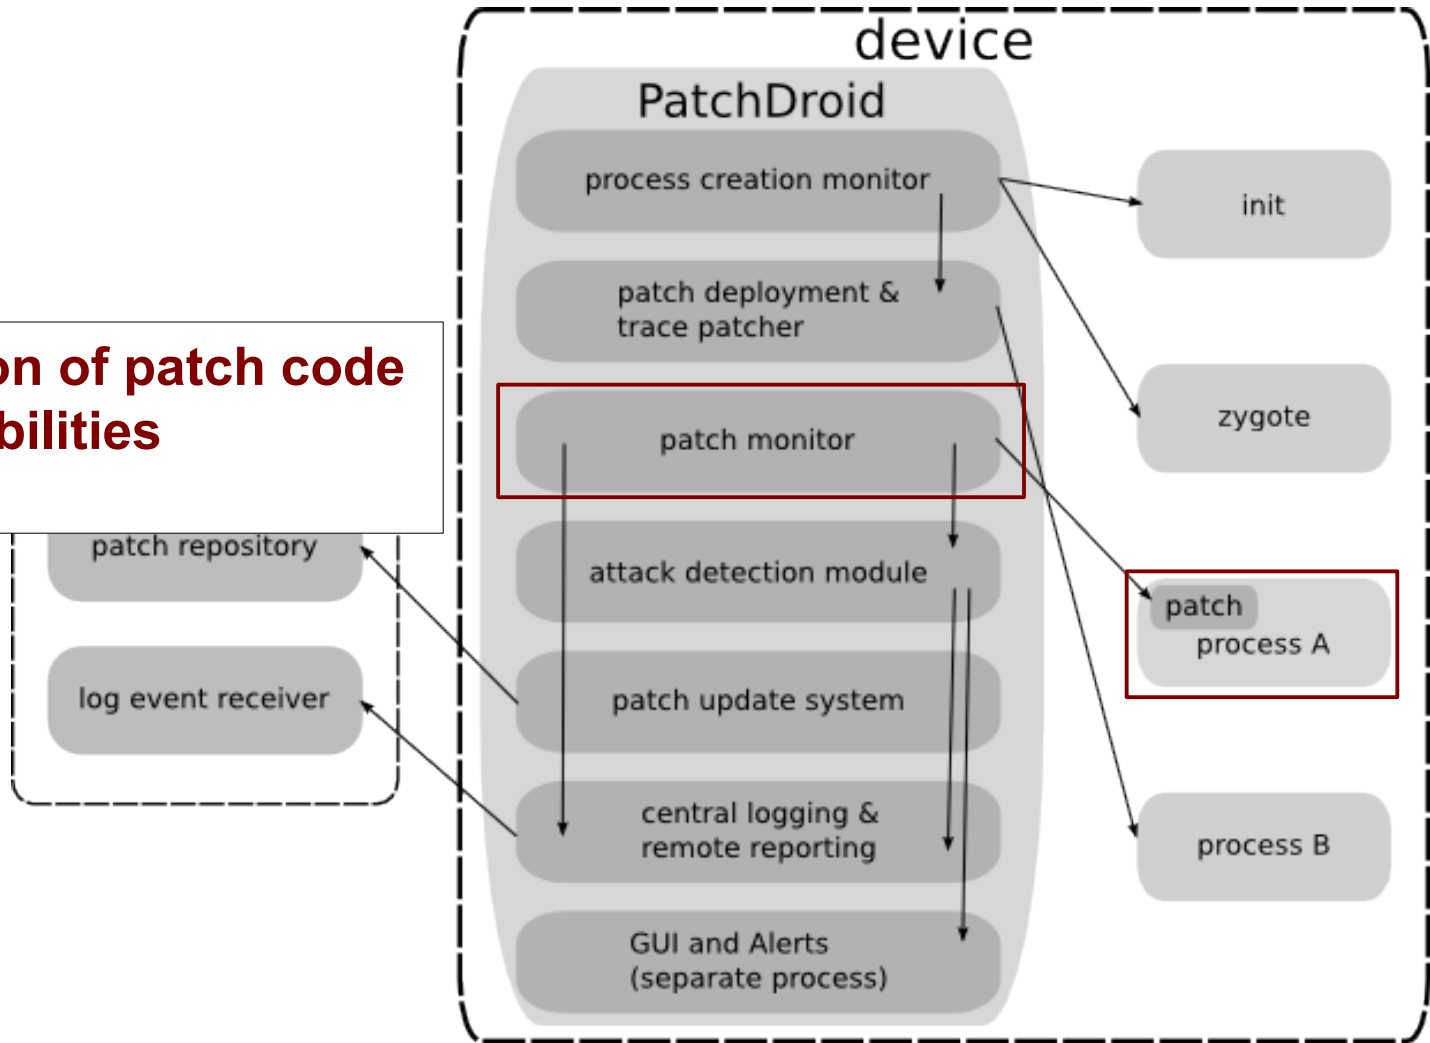 device
PatchDroid
process creation monitor
init
patch deployment &
trace patcher
of patch code
patch monitor
zygote
patch repository
attack detection module
patch
process A
log event receiver
patch update system
central logging &
remote reporting
process B
GUI and Alerts
(separate process)